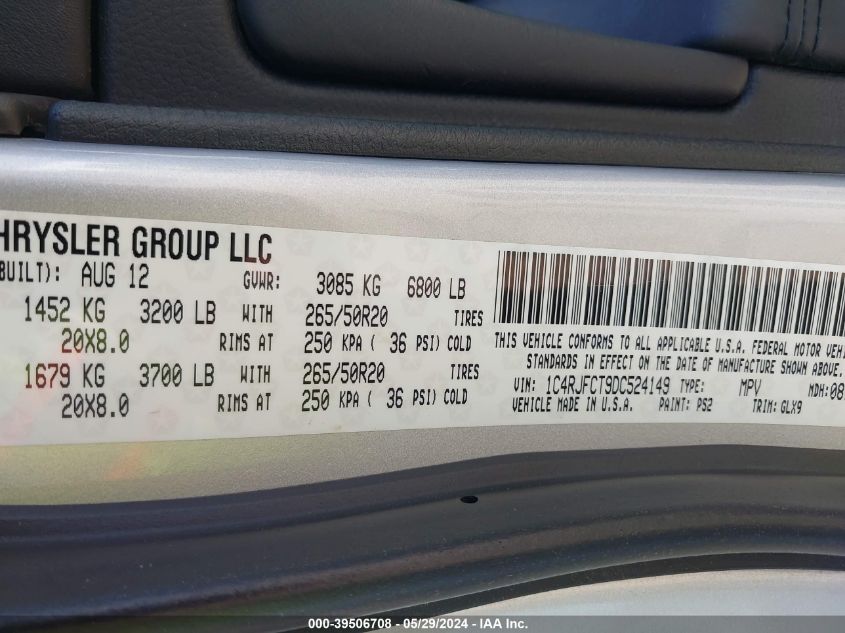 HRYSLER GROUP LLC
BUILT): AUG 12 GVWR: 3085 KG 6800 LB
1452 KG 3200 LB WITH 265/50R20 TIRES
20X8.0 RIMS AT 250 KPA ( 36 PSI) COLD
1679 KG 3700 LB WITH 265/50R20 TIRES
20X8.0 RIMS AT 250 KPA ( 36 PSI) COLD
THIS VEHICLE CONFORMS TO ALL APPLICABLE U.S.A. FEDERAL MOTOR VEHI
STANDARDS IN EFFECT ON THE DATE OF MANUFACTURE SHOWN ABOVE.
VIN: 1C4RJFCT9DC524149 TYPE: MPV MDH:08
VEHICLE MADE IN U.S.A. PAINT: PS2 TRIM: GLX9
000-39506708 - 05/29/2024 - IAA Inc.